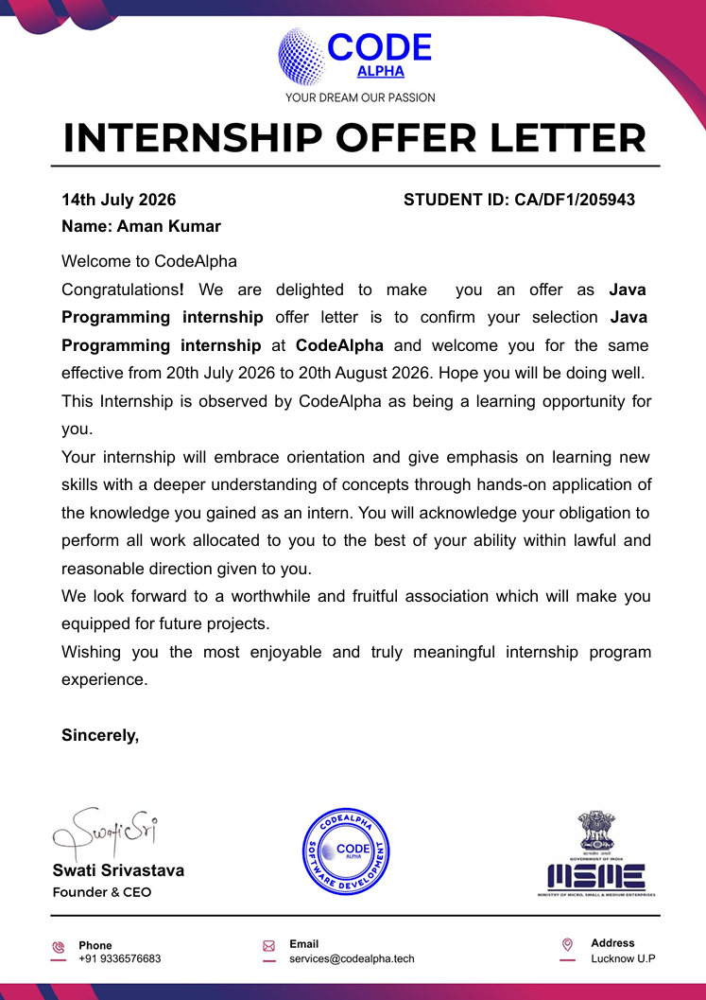 CODE
ALPHA
YOUR DREAM OUR PASSION
INTERNSHIP OFFER LETTER
14th July 2026 STUDENT ID: CA/DF1/205943
Name: Aman Kumar
Welcome to CodeAlpha
Congratulations! We are delighted to make you an offer as Java
Programming internship offer letter is to confirm your selection Java
Programming internship at CodeAlpha and welcome you for the same
effective from 20th July 2026 to 20th August 2026. Hope you will be doing well.
This Internship is observed by CodeAlpha as being a learning opportunity for
you.
Your internship will embrace orientation and give emphasis on learning new
skills with a deeper understanding of concepts through hands-on application of
the knowledge you gained as an intern. You will acknowledge your obligation to
perform all work allocated to you to the best of your ability within lawful and
reasonable direction given to you.
We look forward to a worthwhile and fruitful association which will make you
equipped for future projects.
Wishing you the most enjoyable and truly meaningful internship program
experience.
Sincerely,
Swati Sri
Swati Srivastava
Founder & CEO
CODEALPHA
CODE
ALPHA
SOFTWARE DEVELOPMENT
सत्यमेव जयते
GOVERNMENT OF INDIA
MSME
MINISTRY OF MICRO, SMALL & MEDIUM ENTERPRISES
Phone
+91 9336576683
Email
services@codealpha.tech
Address
Lucknow U.P